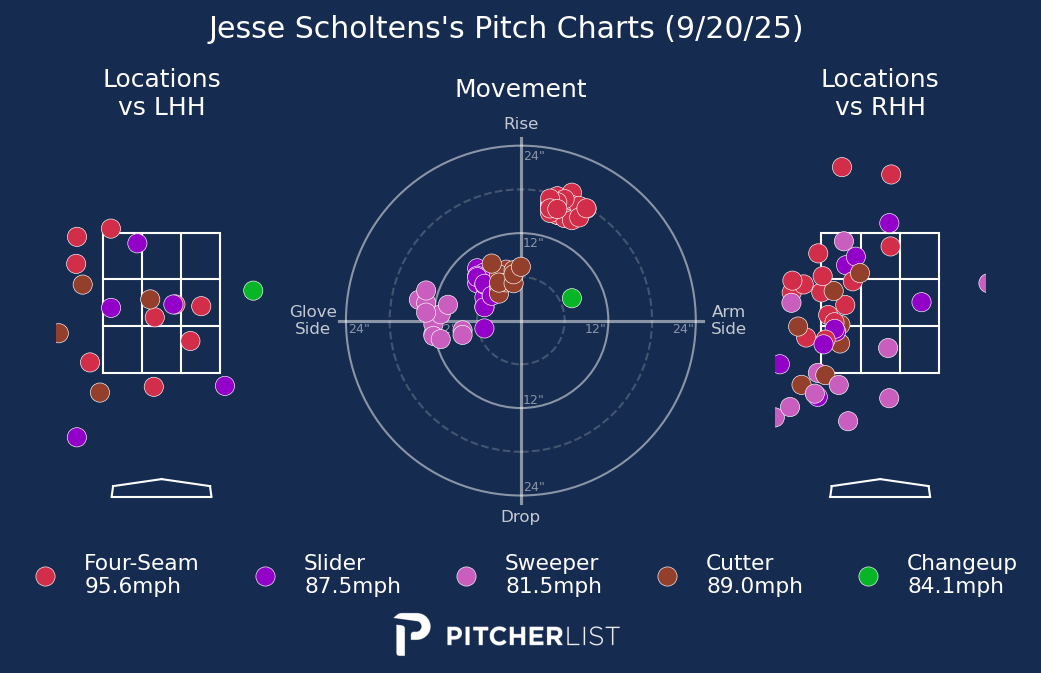 Jesse Scholtens's Pitch Charts (9/20/25)
Locations
vs LHH
Movement
Locations
vs RHH
Rise
24"
12"
Glove
Side
24"
12"
24"
Arm
Side
12"
24"
Drop
Four-Seam
95.6mph
Slider
87.5mph
Sweeper
81.5mph
Cutter
89.0mph
Changeup
84.1mph
PITCHERLIST